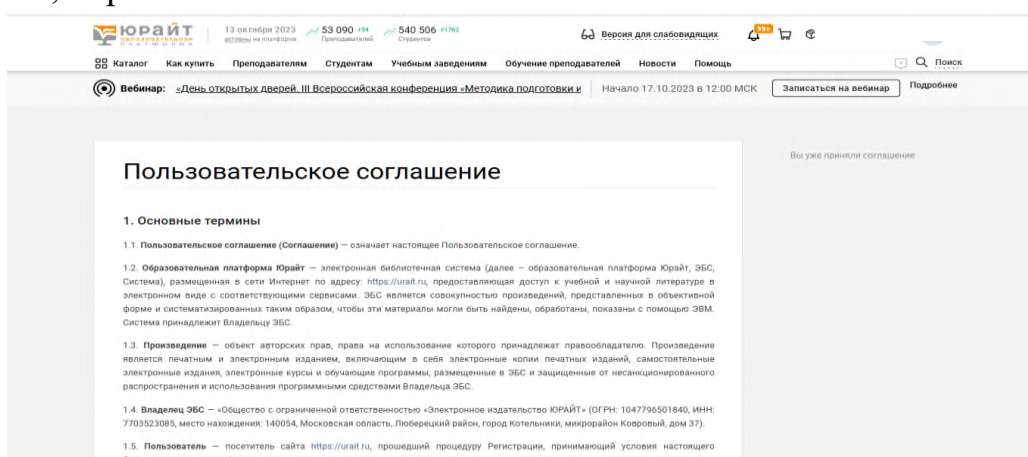 юрайт
ОБРАЗОВАТЕЛЬНАЯ
ПЛАТФОРМА
13 октября 2023
активны на платформе
53 090 +94
Преподавателей
540 506 +1762
Студентов
Версия для слабовидящих
99+
Каталог Как купить Преподавателям Студентам Учебным заведениям Обучение преподавателей Новости Помощь
Поиск
Вебинар: «День открытых дверей. III Всероссийская конференция «Методика подготовки и
Начало 17.10.2023 в 12:00 МСК
Записаться на вебинар
Подробнее
Вы уже приняли соглашение
Пользовательское соглашение
1. Основные термины
1.1. Пользовательское соглашение (Соглашение) — означает настоящее Пользовательское соглашение.
1.2. Образовательная платформа Юрайт — электронная библиотечная система (далее – образовательная платформа Юрайт, ЭБС,
Система), размещенная в сети Интернет по адресу: https://urait.ru, предоставляющая доступ к учебной и научной литературе в
электронном виде с соответствующими сервисами. ЭБС является совокупностью произведений, представленных в объективной
форме и систематизированных таким образом, чтобы эти материалы могли быть найдены, обработаны, показаны с помощью ЭВМ.
Система принадлежит Владельцу ЭБС.
1.3. Произведение — объект авторских прав, права на использование которого принадлежат правообладателю. Произведение
является печатным и электронным изданием, включающим в себя электронные копии печатных изданий, самостоятельные
электронные издания, электронные курсы и обучающие программы, размещенные в ЭБС и защищенные от несанкционированного
распространения и использования программными средствами Владельца ЭБС.
1.4. Владелец ЭБС — «Общество с ограниченной ответственностью «Электронное издательство ЮРАЙТ» (ОГРН: 1047796501840, ИНН:
7703523085, место нахождения: 140054, Московская область, Люберецкий район, город Котельники, микрорайон Ковровый, дом 37).
1.5. Пользователь — посетитель сайта https://urait.ru, прошедший процедуру Регистрации, принимающий условия настоящего